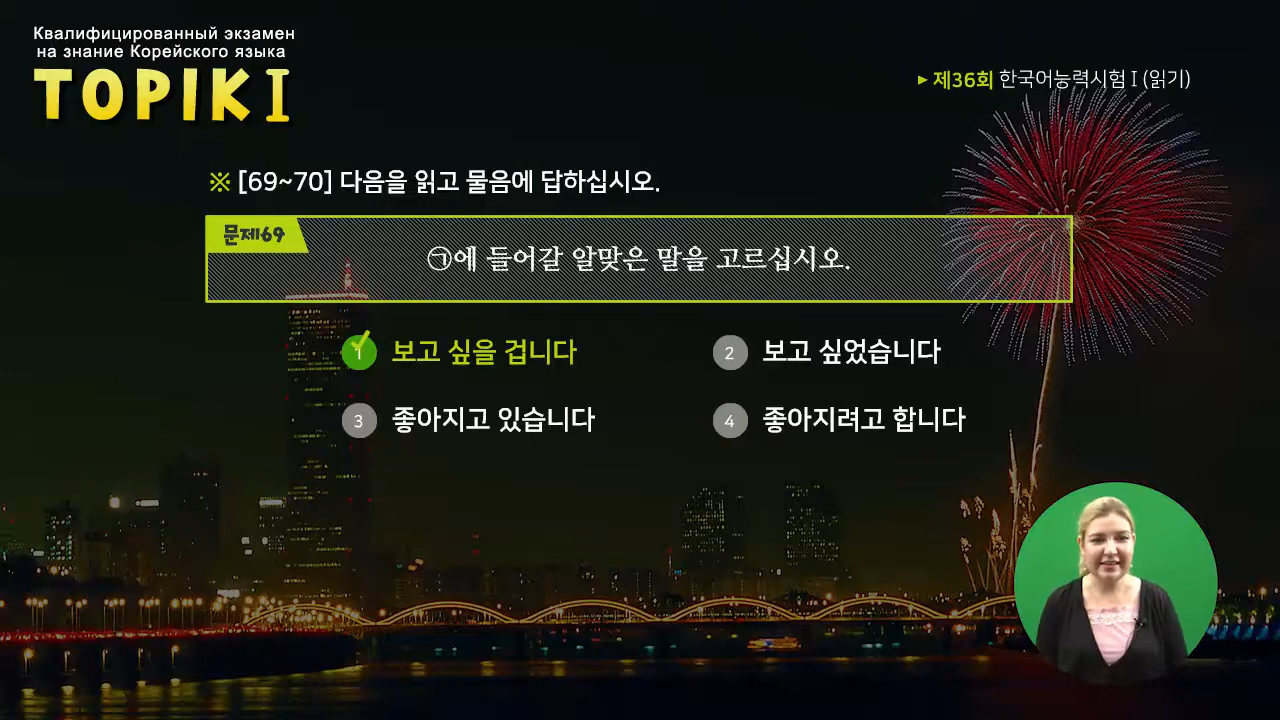 Квалифицированный экзамен
на знание Корейского языка
TOPIK I
▶ 제36회 한국어능력시험 I (읽기)
※ [69~70] 다음을 읽고 물음에 답하십시오.
문제69
㉠에 들어갈 알맞은 말을 고르십시오.
1 보고 싶을 겁니다
2 보고 싶었습니다
3 좋아지고 있습니다
4 좋아지려고 합니다